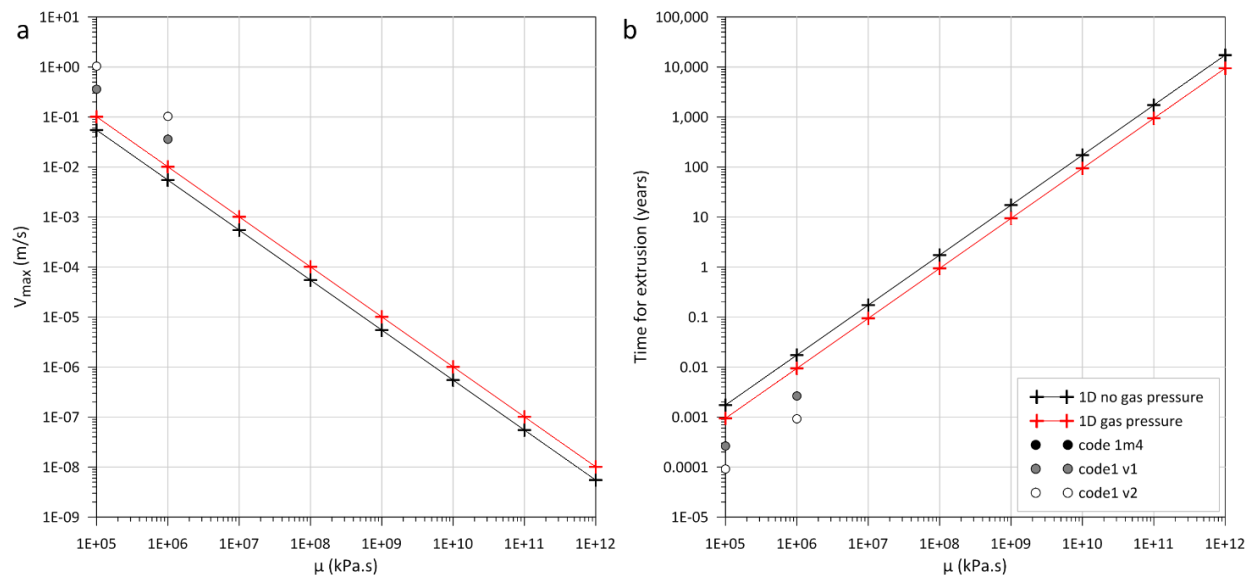 a
1E+01
1E+00
1E-01
1E-02
1E-03
1E-04
1E-05
1E-06
1E-07
1E-08
1E-09
Vmax (m/s)
1E+05 1E+06 1E+07 1E+08 1E+09 1E+10 1E+11 1E+12
μ (kPa.s)
b
100,000
10,000
1,000
100
10
1
0.1
0.01
0.001
0.0001
1E-05
Time for extrusion (years)
1D no gas pressure
1D gas pressure
code 1m4
code1 v1
code1 v2
1E+05 1E+06 1E+07 1E+08 1E+09 1E+10 1E+11 1E+12
μ (kPa.s)